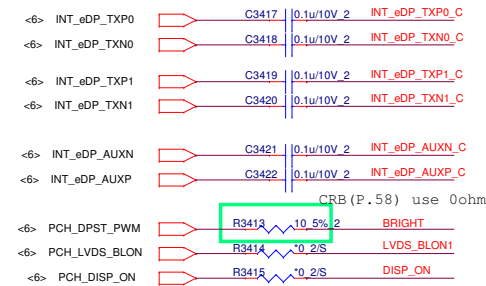 <6> INT_eDP_TXP0 C3417 0.1u/10V_2 INT_eDP_TXP0_C
<6> INT_eDP_TXN0 C3418 0.1u/10V_2 INT_eDP_TXN0_C
<6> INT_eDP_TXP1 C3419 0.1u/10V_2 INT_eDP_TXP1_C
<6> INT_eDP_TXN1 C3420 0.1u/10V_2 INT_eDP_TXN1_C
<6> INT_eDP_AUXN C3421 0.1u/10V_2 INT_eDP_AUXN_C
<6> INT_eDP_AUXP C3422 0.1u/10V_2 INT_eDP_AUXP_C
CRB(P.58) use 0ohm
<6> PCH_DPST_PWM R3413 10_5%_2 BRIGHT
<6> PCH_LVDS_BLON R3414 *0_2/S LVDS_BLON1
<6> PCH_DISP_ON R3415 *0_2/S DISP_ON